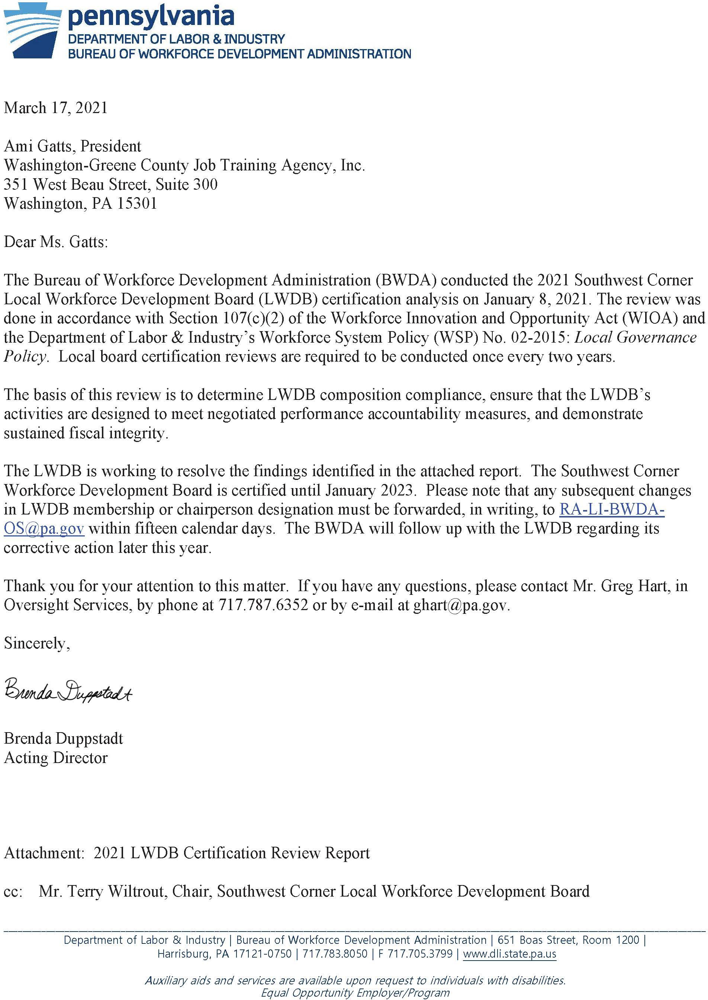 pennsylvania
DEPARTMENT OF LABOR & INDUSTRY
BUREAU OF WORKFORCE DEVELOPMENT ADMINISTRATION
March 17, 2021
Ami Gatts, President
Washington-Greene County Job Training Agency, Inc.
351 West Beau Street, Suite 300
Washington, PA 15301
Dear Ms. Gatts:
The Bureau of Workforce Development Administration (BWDA) conducted the 2021 Southwest Corner
Local Workforce Development Board (LWDB) certification analysis on January 8, 2021. The review was
done in accordance with Section 107(c)(2) of the Workforce Innovation and Opportunity Act (WIOA) and
the Department of Labor & Industry’s Workforce System Policy (WSP) No. 02-2015: Local Governance
Policy.  Local board certification reviews are required to be conducted once every two years.
The basis of this review is to determine LWDB composition compliance, ensure that the LWDB’s
activities are designed to meet negotiated performance accountability measures, and demonstrate
sustained fiscal integrity.
The LWDB is working to resolve the findings identified in the attached report.  The Southwest Corner
Workforce Development Board is certified until January 2023.  Please note that any subsequent changes
in LWDB membership or chairperson designation must be forwarded, in writing, to RA-LI-BWDA-
OS@pa.gov within fifteen calendar days.  The BWDA will follow up with the LWDB regarding its
corrective action later this year.
Thank you for your attention to this matter.  If you have any questions, please contact Mr. Greg Hart, in
Oversight Services, by phone at 717.787.6352 or by e-mail at ghart@pa.gov.
Sincerely,
Brenda Duppstadt
Brenda Duppstadt
Acting Director
Attachment:  2021 LWDB Certification Review Report
cc:   Mr. Terry Wiltrout, Chair, Southwest Corner Local Workforce Development Board
Department of Labor & Industry | Bureau of Workforce Development Administration | 651 Boas Street, Room 1200 |
Harrisburg, PA 17121-0750 | 717.783.8050 | F 717.705.3799 | www.dli.state.pa.us
Auxiliary aids and services are available upon request to individuals with disabilities.
Equal Opportunity Employer/Program